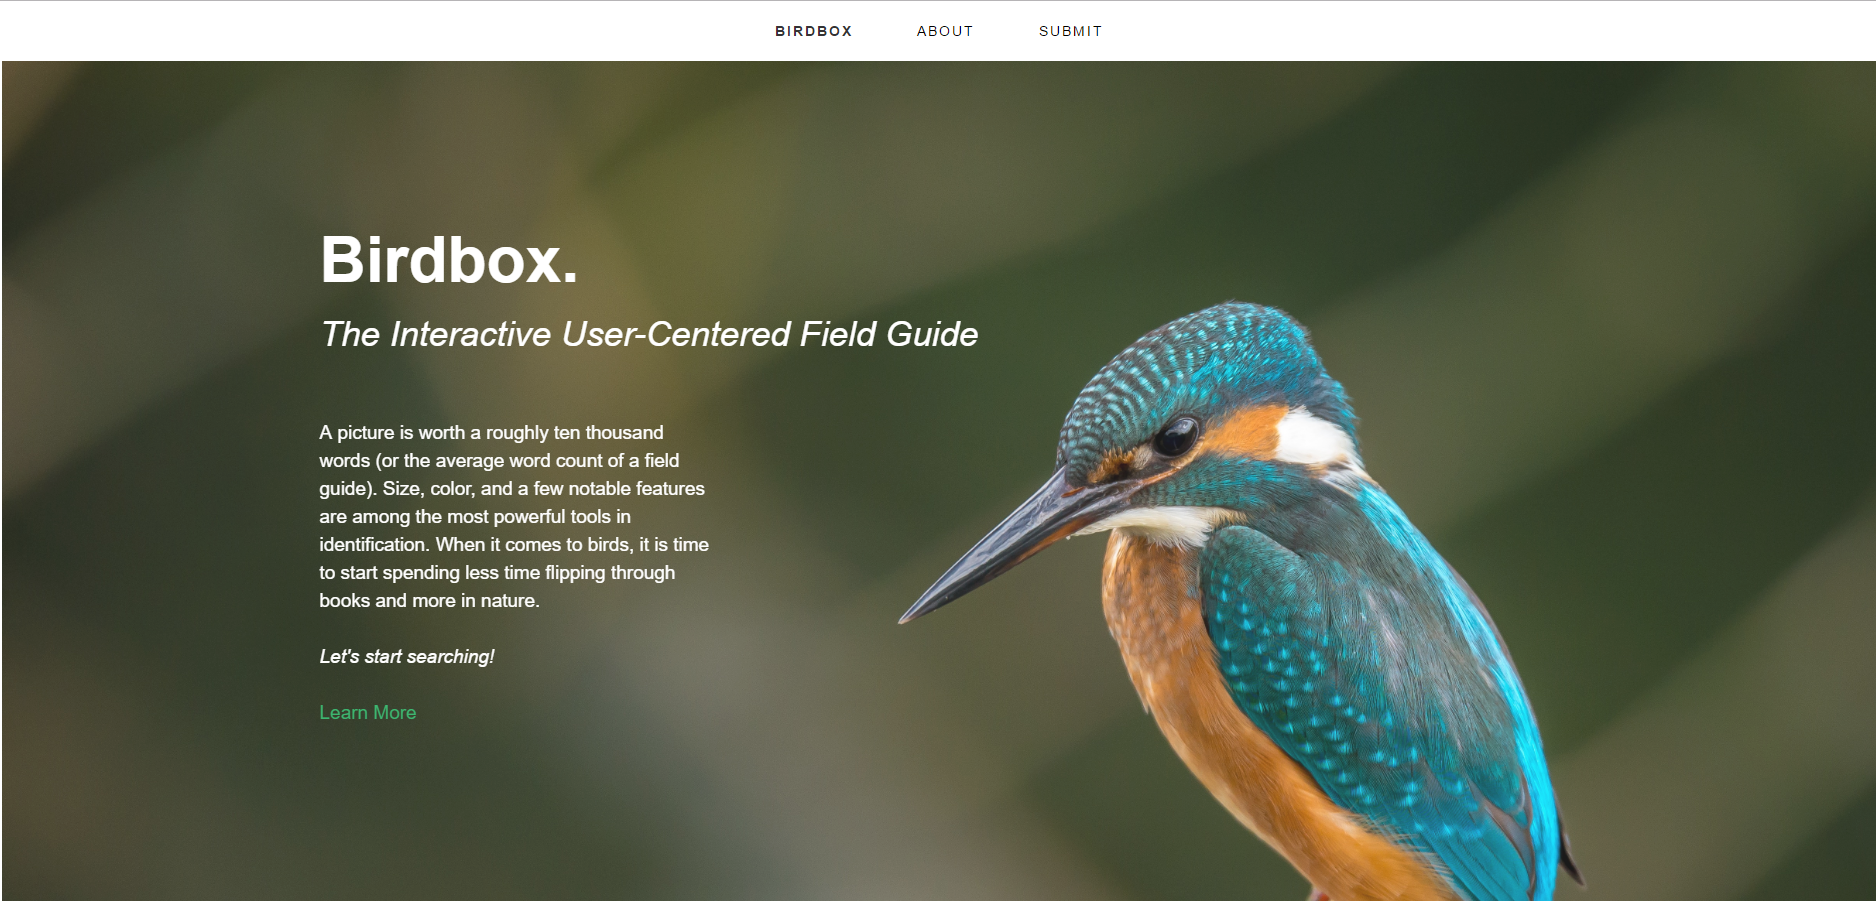 BIRDBOX ABOUT SUBMIT
Birdbox.
The Interactive User-Centered Field Guide
A picture is worth a roughly ten thousand
words (or the average word count of a field
guide). Size, color, and a few notable features
are among the most powerful tools in
identification. When it comes to birds, it is time
to start spending less time flipping through
books and more in nature.
Let's start searching!
Learn More